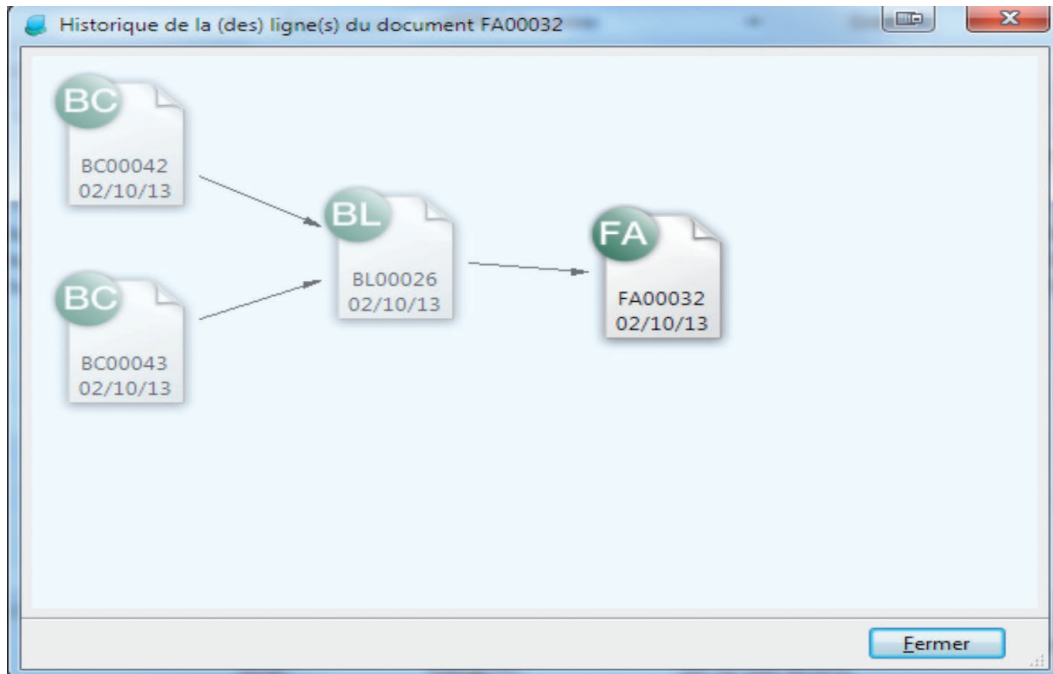 Historique de la (des) ligne(s) du document FA00032
BC
BC00042
02/10/13
BL
BL00026
02/10/13
FA
FA00032
02/10/13
BC
BC00043
02/10/13
Fermer